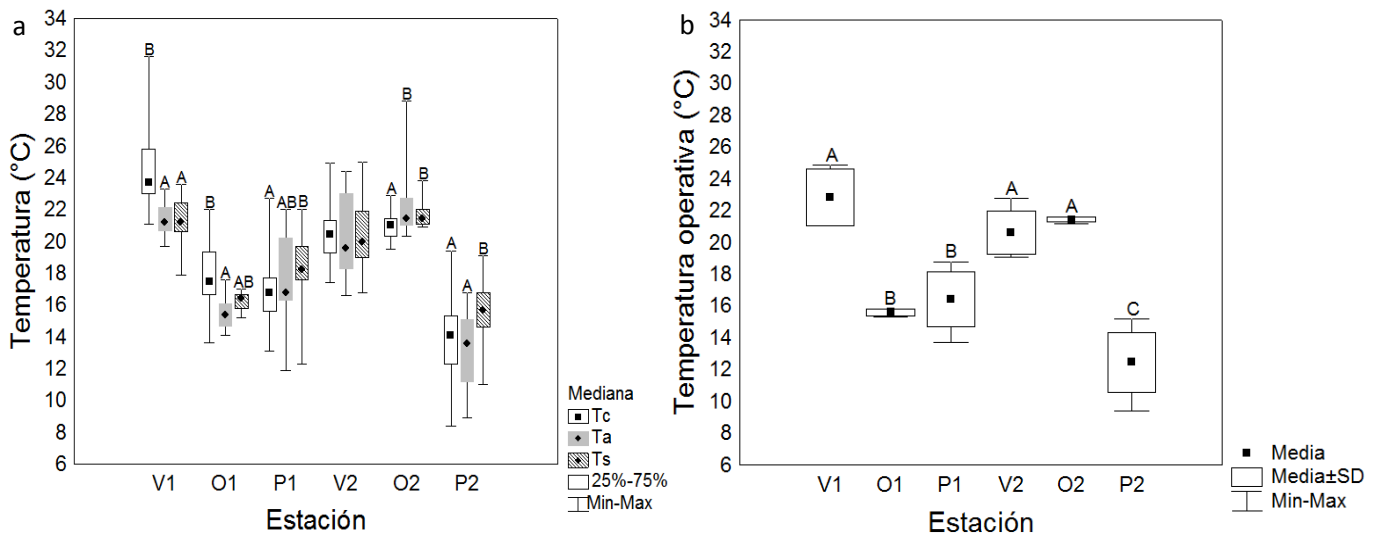 a
Temperatura (°C)
34
32
30
28
26
24
22
20
18
16
14
12
10
8
6
B
A
A
B
A
AB
A
AB
B
A
B
B
A
A
B
V1
O1
P1
V2
O2
P2
Estación
Mediana
Tc
Ta
Ts
25%-75%
Min-Max
b
Temperatura operativa (°C)
34
32
30
28
26
24
22
20
18
16
14
12
10
8
6
A
B
B
A
A
C
V1
O1
P1
V2
O2
P2
Estación
Media
Media±SD
Min-Max